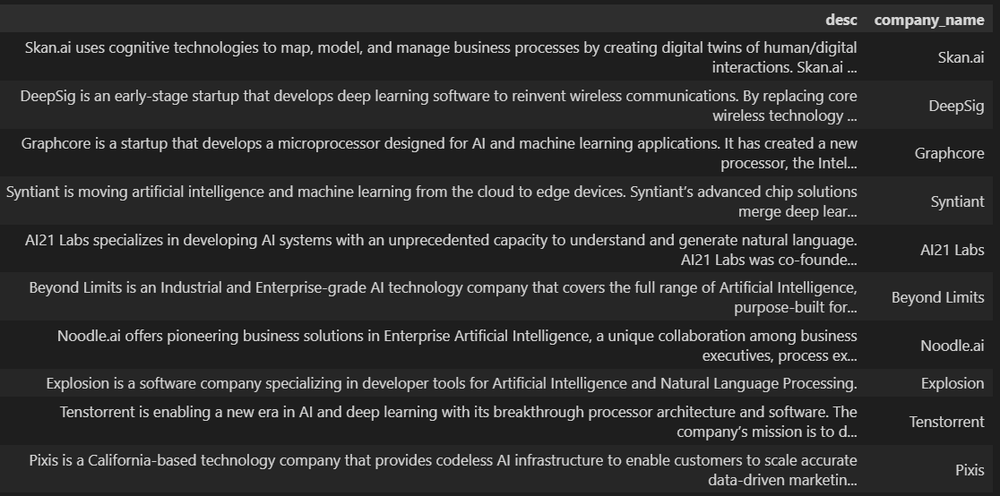 desc company_name
Skan.ai uses cognitive technologies to map, model, and manage business processes by creating digital twins of human/digital
interactions. Skan.ai ...
Skan.ai
DeepSig is an early-stage startup that develops deep learning software to reinvent wireless communications. By replacing core
wireless technology ...
DeepSig
Graphcore is a startup that develops a microprocessor designed for AI and machine learning applications. It has created a new
processor, the Intel...
Graphcore
Syntiant is moving artificial intelligence and machine learning from the cloud to edge devices. Syntiant’s advanced chip solutions
merge deep lear...
Syntiant
AI21 Labs specializes in developing AI systems with an unprecedented capacity to understand and generate natural language.
AI21 Labs was co-founde...
AI21 Labs
Beyond Limits is an Industrial and Enterprise-grade AI technology company that covers the full range of Artificial Intelligence,
purpose-built for...
Beyond Limits
Noodle.ai offers pioneering business solutions in Enterprise Artificial Intelligence, a unique collaboration among business
executives, process ex...
Noodle.ai
Explosion is a software company specializing in developer tools for Artificial Intelligence and Natural Language Processing.
Explosion
Tenstorrent is enabling a new era in AI and deep learning with its breakthrough processor architecture and software. The
company’s mission is to d...
Tenstorrent
Pixis is a California-based technology company that provides codeless AI infrastructure to enable customers to scale accurate
data-driven marketin...
Pixis